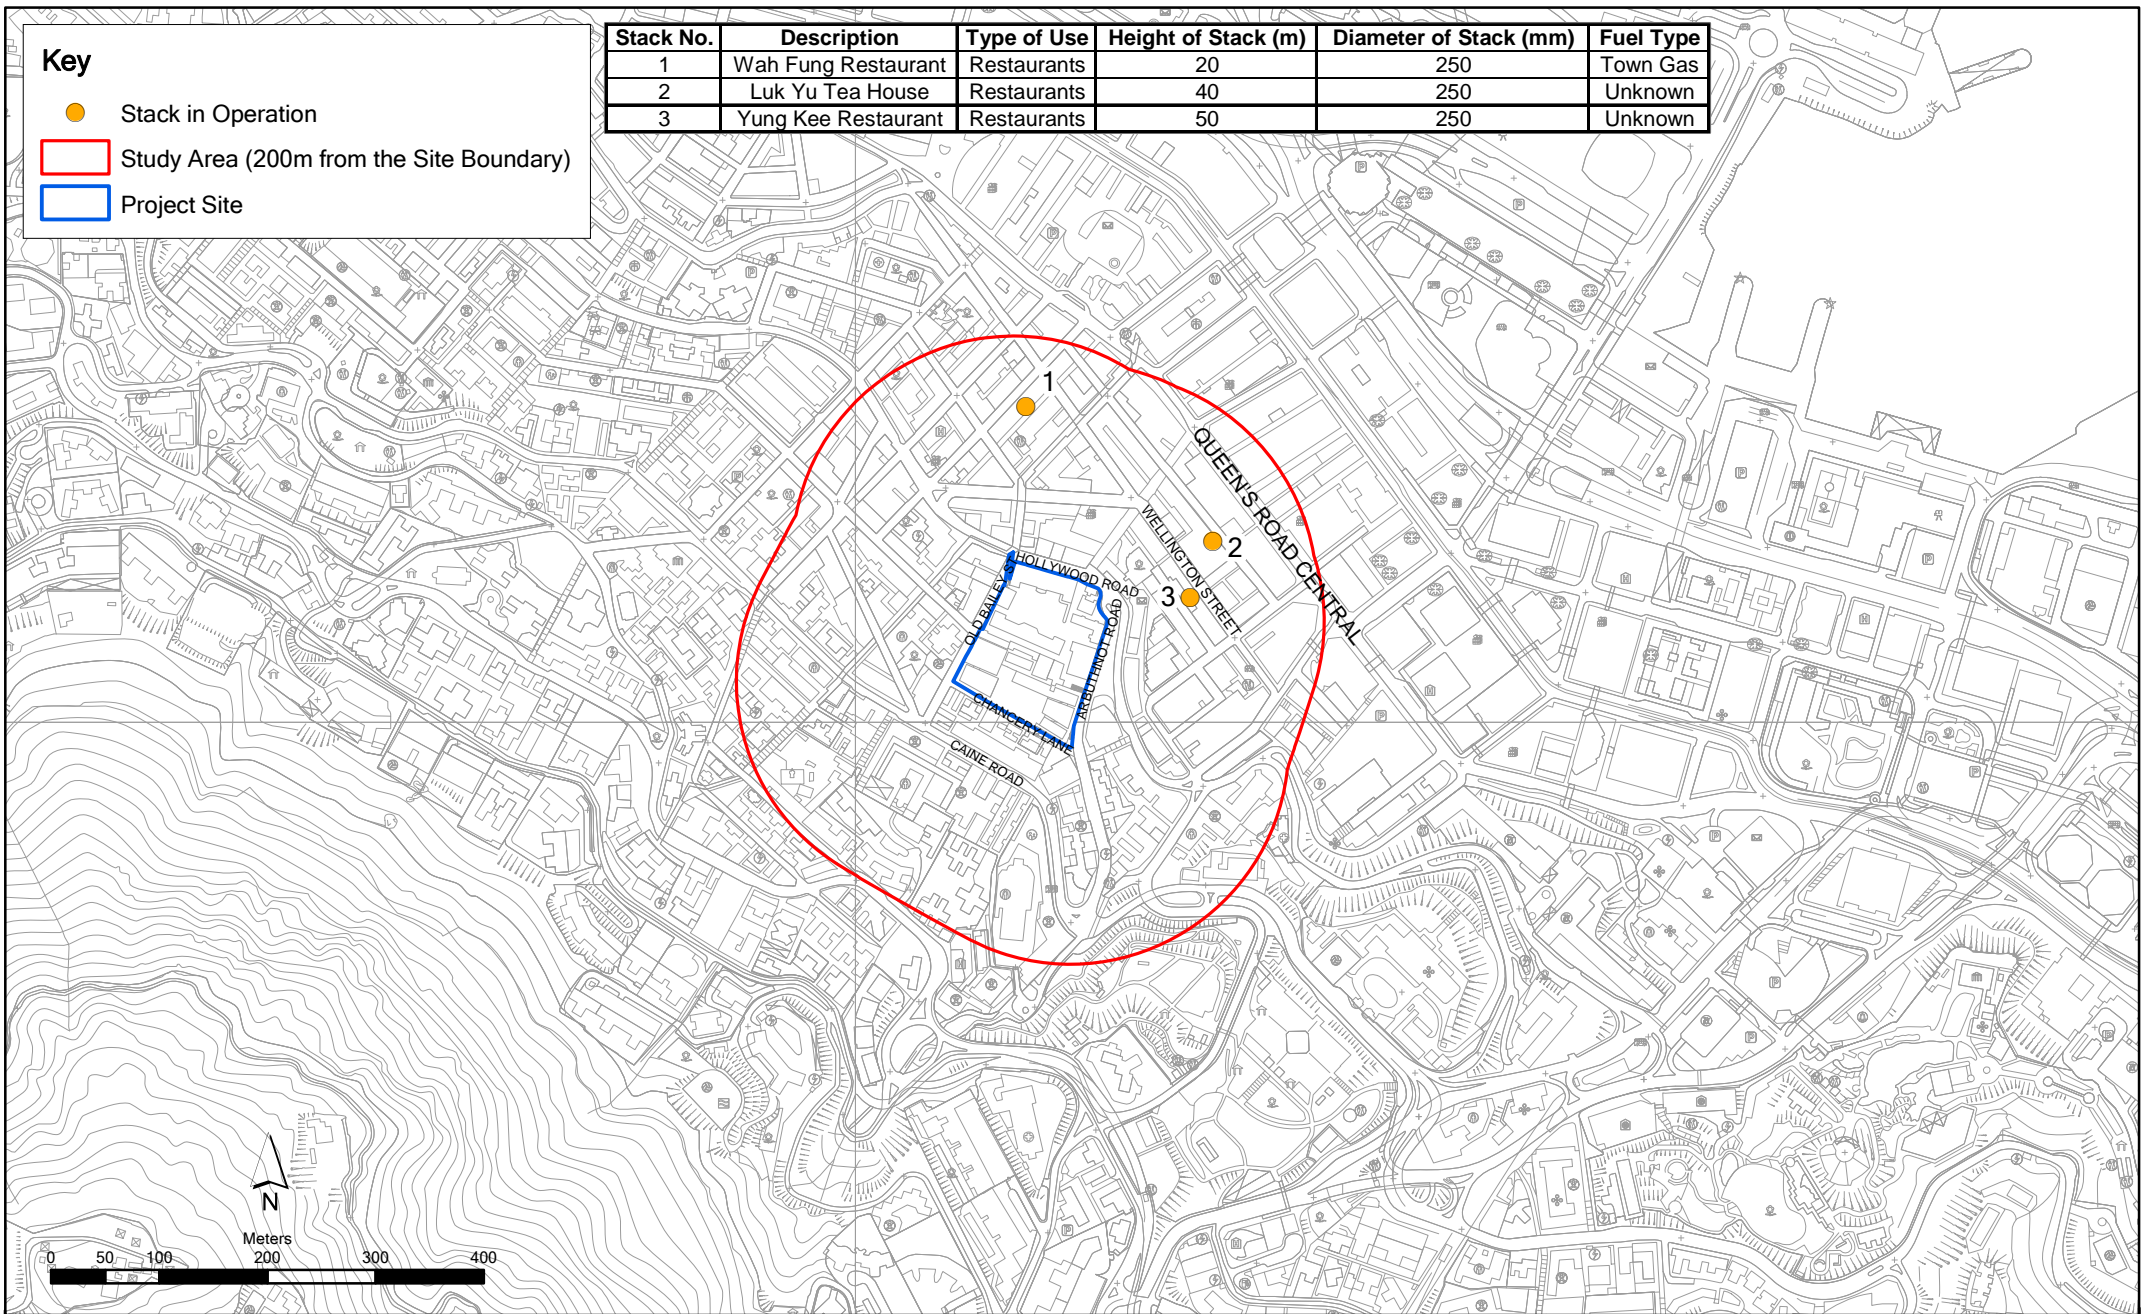 Key
Stack in Operation
Study Area (200m from the Site Boundary)
Project Site
Stack No. Description Type of Use Height of Stack (m) Diameter of Stack (mm) Fuel Type
1 Wah Fung Restaurant Restaurants 20 250 Town Gas
2 Luk Yu Tea House Restaurants 40 250 Unknown
3 Yung Kee Restaurant Restaurants 50 250 Unknown
1
QUEEN'S ROAD CENTRAL
WELLINGTON STREET
2
HOLLYWOOD ROAD
OLD BAILEY ST
3
ARBUTHNOT ROAD
CHANCERY LANE
CAINE ROAD
N
Meters
0 50 100 200 300 400